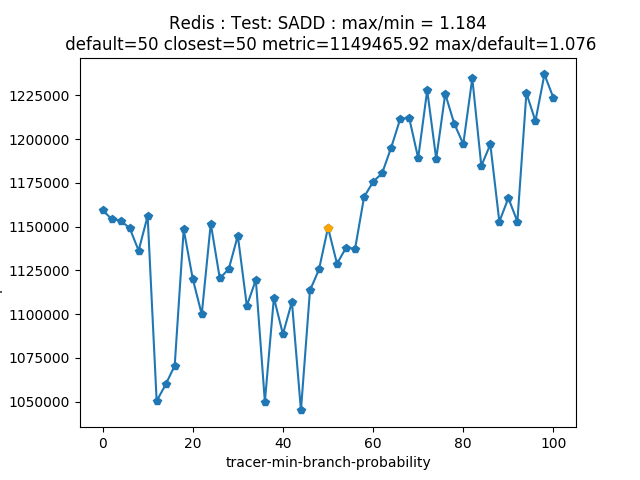 Redis : Test: SADD : max/min = 1.184
default=50 closest=50 metric=1149465.92 max/default=1.076
1225000
1200000
1175000
1150000
1125000
1100000
1075000
1050000
0 20 40 60 80 100
tracer-min-branch-probability